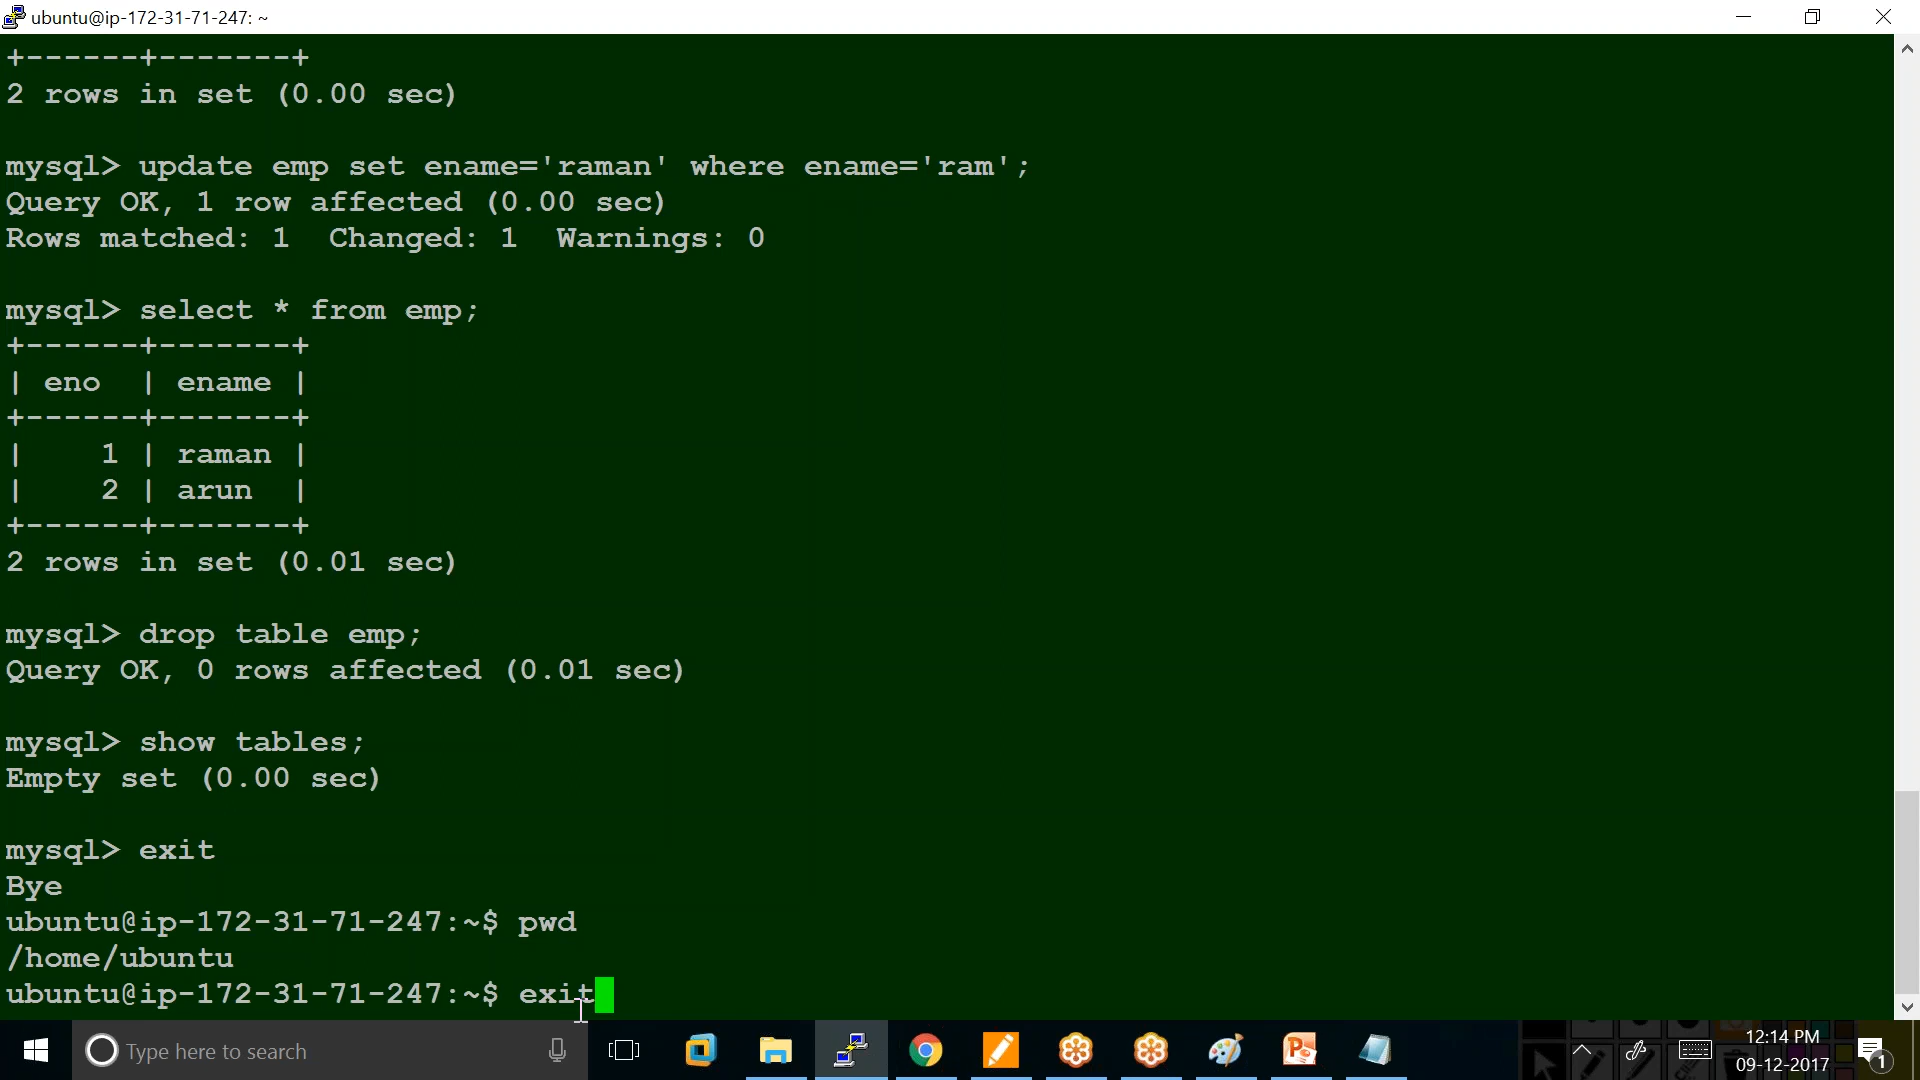 ubuntu@ip-172-31-71-247: ~
+------+-------+
2 rows in set (0.00 sec)
mysql> update emp set ename='raman' where ename='ram';
Query OK, 1 row affected (0.00 sec)
Rows matched: 1  Changed: 1  Warnings: 0
mysql> select * from emp;
+------+-------+
| eno  | ename |
+------+-------+
|    1 | raman |
|    2 | arun  |
+------+-------+
2 rows in set (0.01 sec)
mysql> drop table emp;
Query OK, 0 rows affected (0.01 sec)
mysql> show tables;
Empty set (0.00 sec)
mysql> exit
Bye
ubuntu@ip-172-31-71-247:~$ pwd
/home/ubuntu
ubuntu@ip-172-31-71-247:~$ exit
Type here to search
12:14 PM
09-12-2017
1